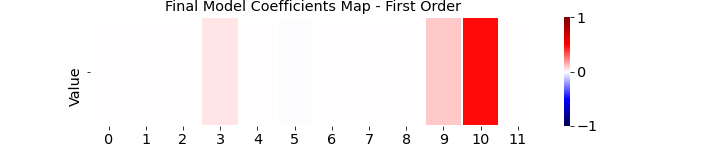 Final Model Coefficients Map - First Order
1
0
−1
Value
0 1 2 3 4 5 6 7 8 9 10 11